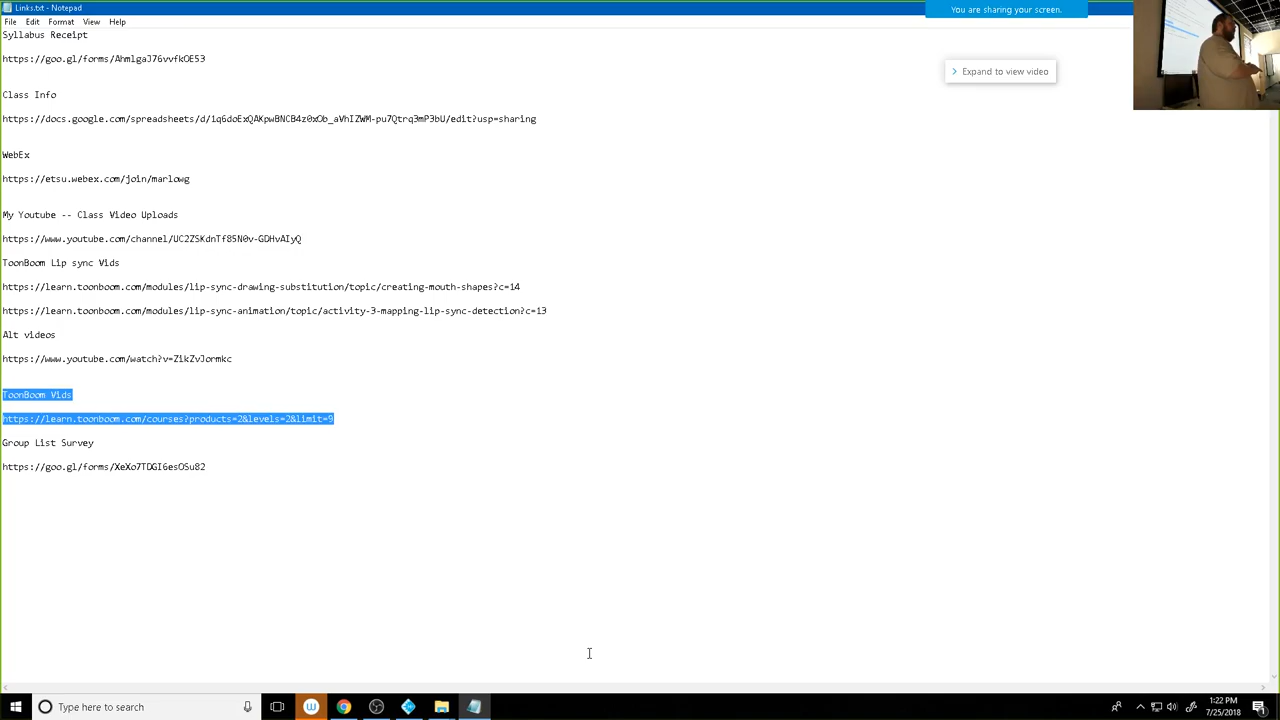 Links.txt - Notepad
You are sharing your screen.
File Edit Format View Help
Syllabus Receipt
https://goo.gl/forms/AhmlgaJ76vvfkOE53
Expand to view video
Class Info
https://docs.google.com/spreadsheets/d/1q6doExQAKpwBNCB4z0xOb_aVhIZWM-pu7Qtrq3mP3bU/edit?usp=sharing
WebEx
https://etsu.webex.com/join/marlowg
My Youtube -- Class Video Uploads
https://www.youtube.com/channel/UC2ZSKdnTf85N0v-GDHvAIyQ
ToonBoom Lip sync Vids
https://learn.toonboom.com/modules/lip-sync-drawing-substitution/topic/creating-mouth-shapes?c=14
https://learn.toonboom.com/modules/lip-sync-animation/topic/activity-3-mapping-lip-sync-detection?c=13
Alt videos
https://www.youtube.com/watch?v=ZikZvJormkc
ToonBoom Vids
https://learn.toonboom.com/courses?products=2&levels=2&limit=9
Group List Survey
https://goo.gl/forms/XeXo7TDGI6esOSu82
Type here to search
1:22 PM
7/25/2018